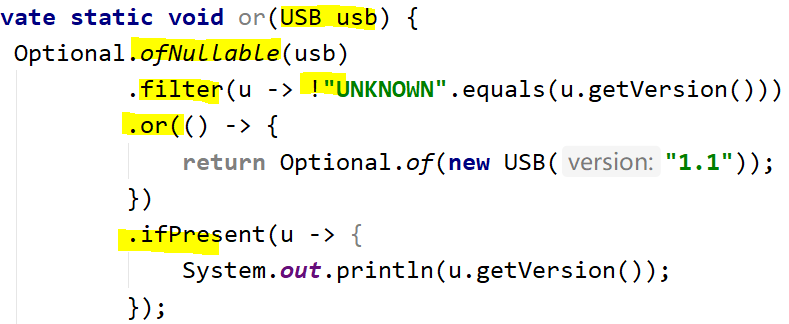 vate static void or(USB usb) {
Optional.ofNullable(usb)
.filter(u -> !"UNKNOWN".equals(u.getVersion()))
.or(() -> {
return Optional.of(new USB( version: "1.1"));
})
.ifPresent(u -> {
System.out.println(u.getVersion());
});